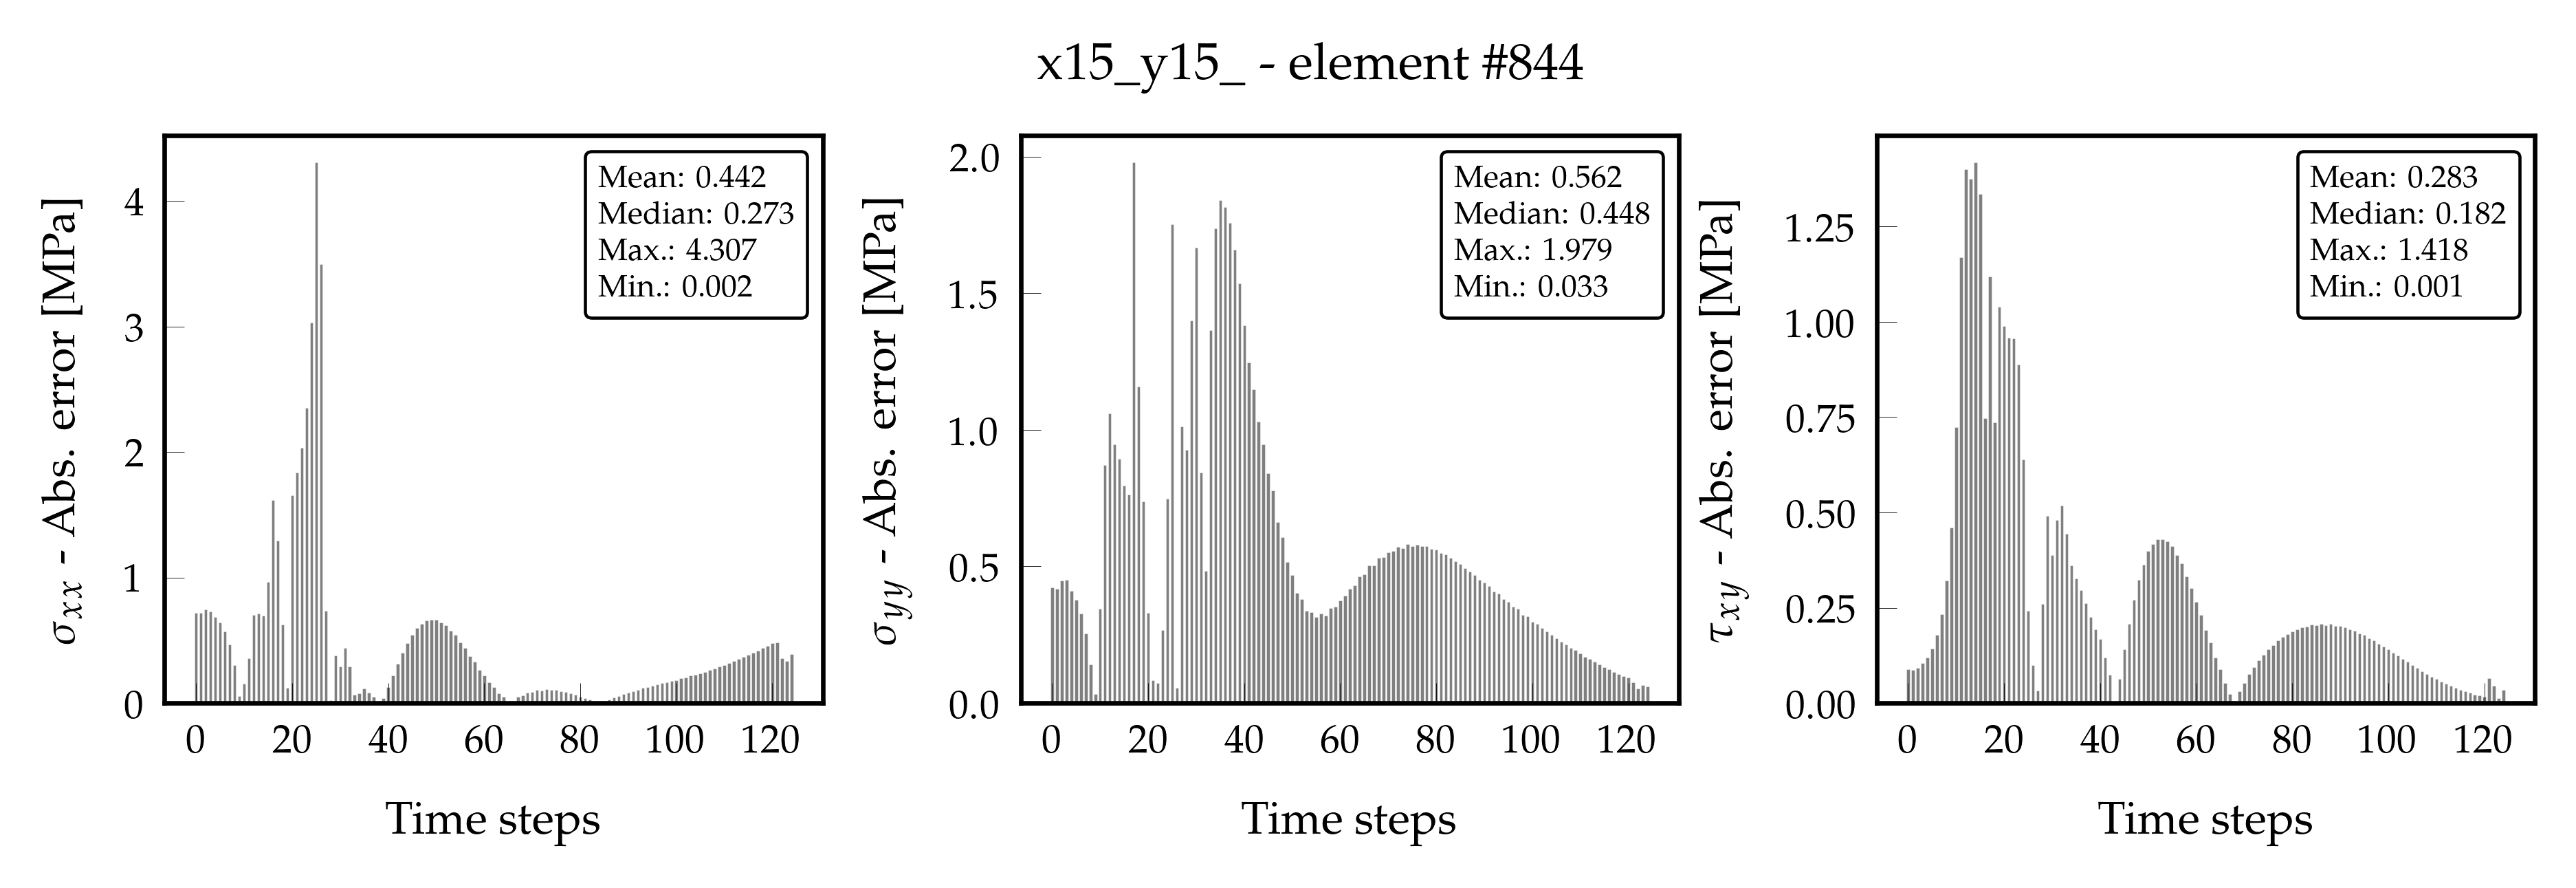 x15_y15_ - element #844
σxx - Abs. error [MPa]
4
3
2
1
0
0 20 40 60 80 100 120
Time steps
Mean: 0.442
Median: 0.273
Max.: 4.307
Min.: 0.002
σyy - Abs. error [MPa]
2.0
1.5
1.0
0.5
0.0
0 20 40 60 80 100 120
Time steps
Mean: 0.562
Median: 0.448
Max.: 1.979
Min.: 0.033
τxy - Abs. error [MPa]
1.25
1.00
0.75
0.50
0.25
0.00
0 20 40 60 80 100 120
Time steps
Mean: 0.283
Median: 0.182
Max.: 1.418
Min.: 0.001